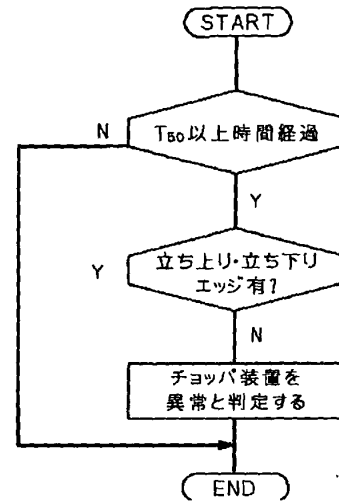 START
N
T50以上時間経過
Y
Y
立ち上り・立ち下り
エッジ有?
N
チョッパ装置を
異常と判定する
END